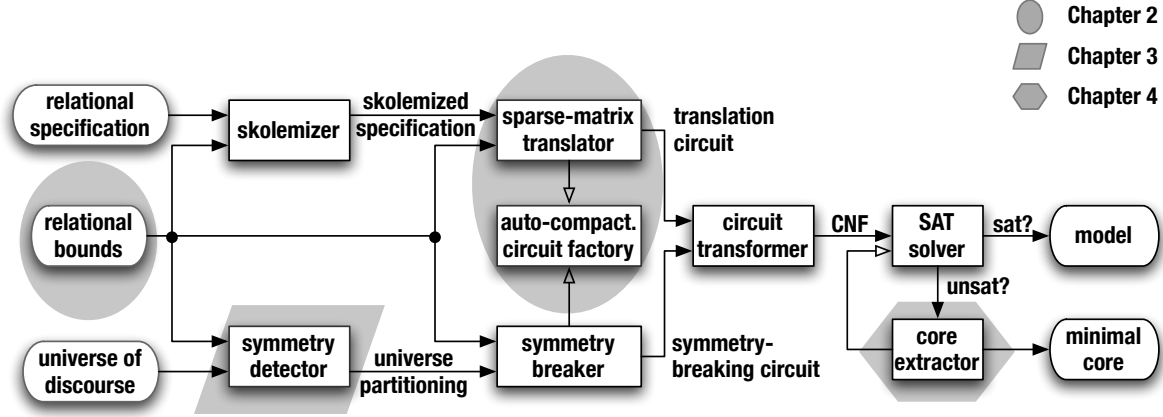 Chapter 2
Chapter 3
Chapter 4
relational
specification
skolemizer
skolemized
specification
sparse-matrix
translator
translation
circuit
relational
bounds
auto-compact.
circuit factory
circuit
transformer
CNF
SAT
solver
sat?
model
unsat?
universe of
discourse
symmetry
detector
universe
partitioning
symmetry
breaker
symmetry-
breaking circuit
core
extractor
minimal
core